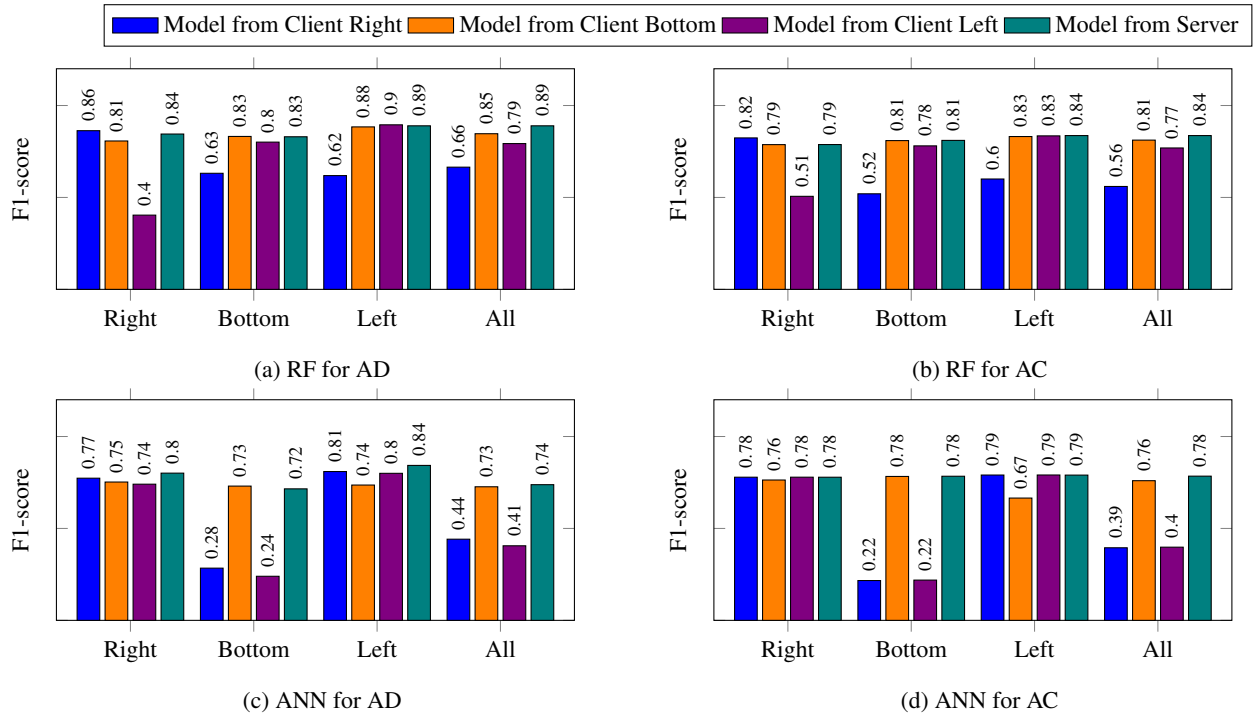 Model from Client Right Model from Client Bottom Model from Client Left Model from Server
F1-score
0.86 0.81 0.4 0.84 0.63 0.83 0.8 0.83 0.62 0.88 0.9 0.89 0.66 0.85 0.79 0.89
Right Bottom Left All
(a) RF for AD
F1-score
0.82 0.79 0.51 0.79 0.52 0.81 0.78 0.81 0.6 0.83 0.83 0.84 0.56 0.81 0.77 0.84
Right Bottom Left All
(b) RF for AC
F1-score
0.77 0.75 0.74 0.8 0.28 0.73 0.24 0.72 0.81 0.74 0.8 0.84 0.44 0.73 0.41 0.74
Right Bottom Left All
(c) ANN for AD
F1-score
0.78 0.76 0.78 0.78 0.22 0.78 0.22 0.78 0.79 0.67 0.79 0.79 0.39 0.76 0.4 0.78
Right Bottom Left All
(d) ANN for AC